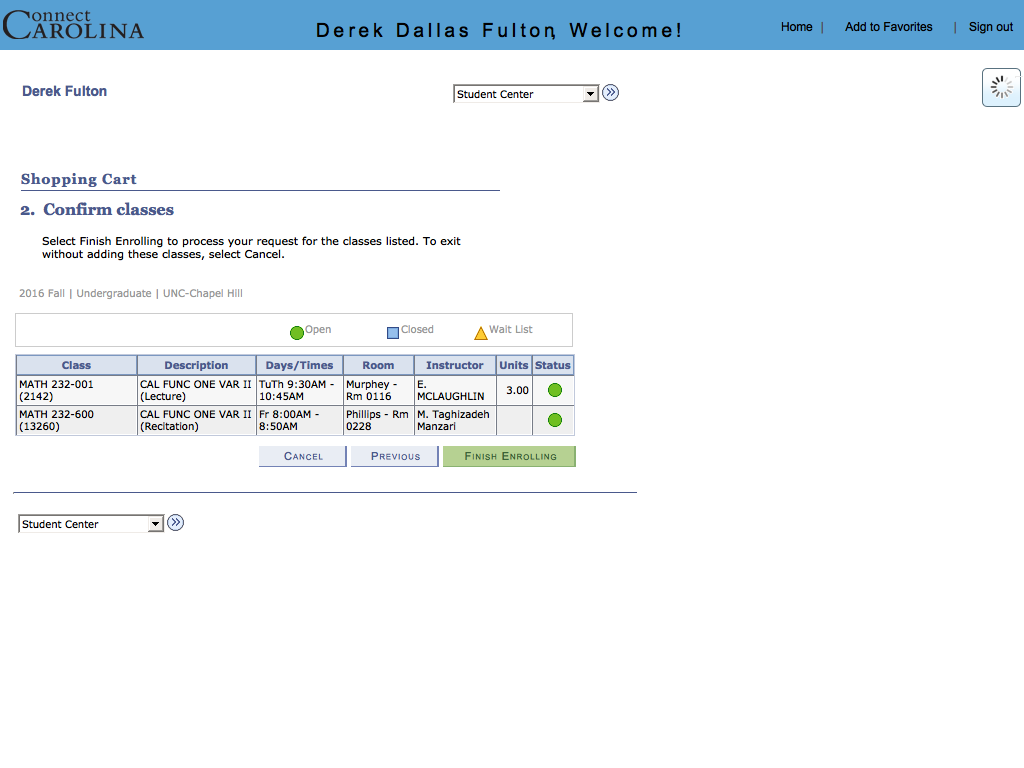 Connect CAROLINA
Derek Dallas Fulton, Welcome!
Home | Add to Favorites | Sign out
Derek Fulton
Student Center
Shopping Cart
2. Confirm classes
Select Finish Enrolling to process your request for the classes listed. To exit
without adding these classes, select Cancel.
2016 Fall | Undergraduate | UNC-Chapel Hill
Open Closed Wait List
Class Description Days/Times Room Instructor Units Status
MATH 232-001 (2142) CAL FUNC ONE VAR II (Lecture) TuTh 9:30AM - 10:45AM Murphey - Rm 0116 E. MCLAUGHLIN 3.00
MATH 232-600 (13260) CAL FUNC ONE VAR II (Recitation) Fr 8:00AM - 8:50AM Phillips - Rm 0228 M. Taghizadeh Manzari
CANCEL PREVIOUS FINISH ENROLLING
Student Center